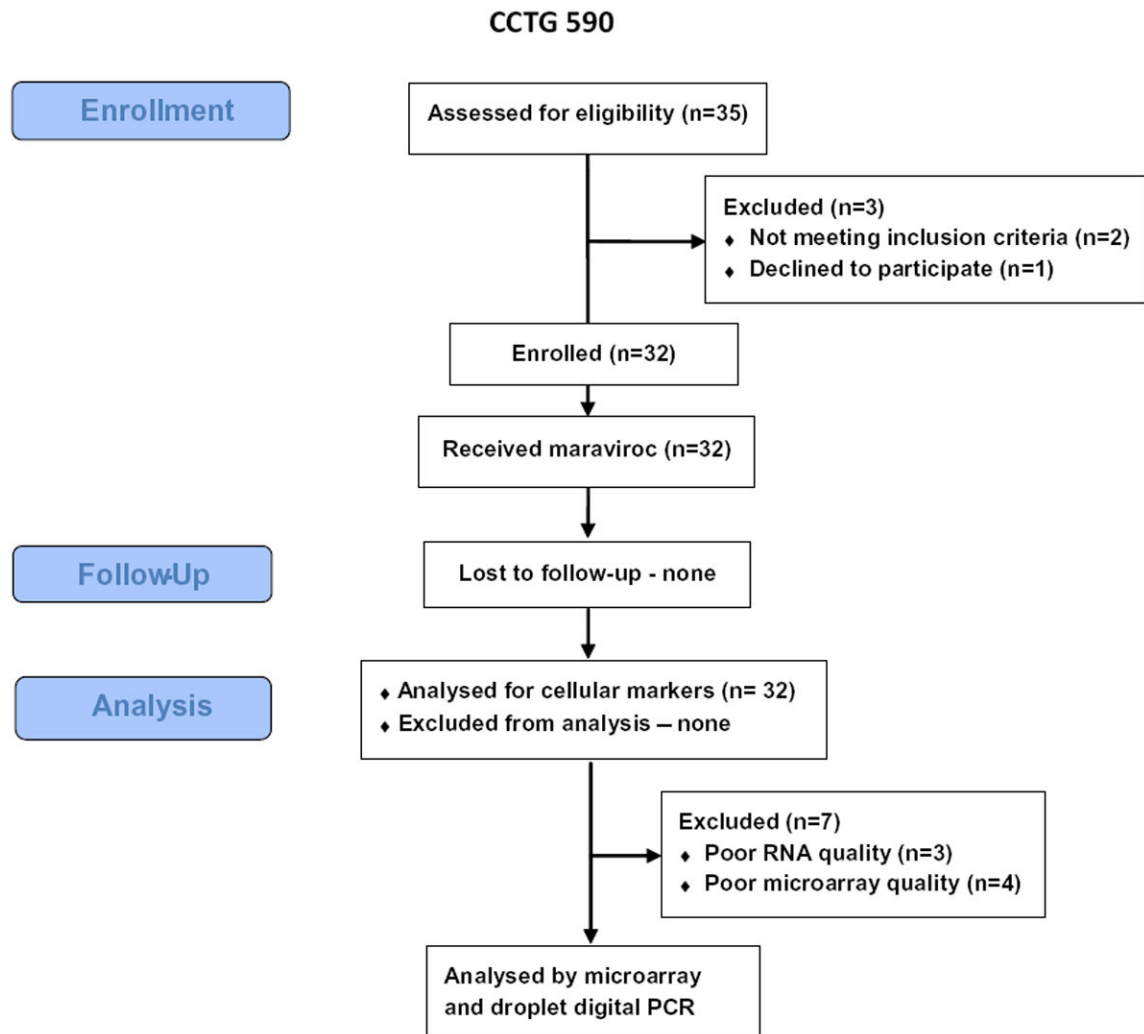 CCTG 590
Enrollment
Assessed for eligibility (n=35)
Excluded (n=3)
♦ Not meeting inclusion criteria (n=2)
♦ Declined to participate (n=1)
Enrolled (n=32)
Received maraviroc (n=32)
Follow-Up
Lost to follow-up - none
Analysis
♦ Analysed for cellular markers (n= 32)
♦ Excluded from analysis – none
Excluded (n=7)
♦ Poor RNA quality (n=3)
♦ Poor microarray quality (n=4)
Analysed by microarray
and droplet digital PCR